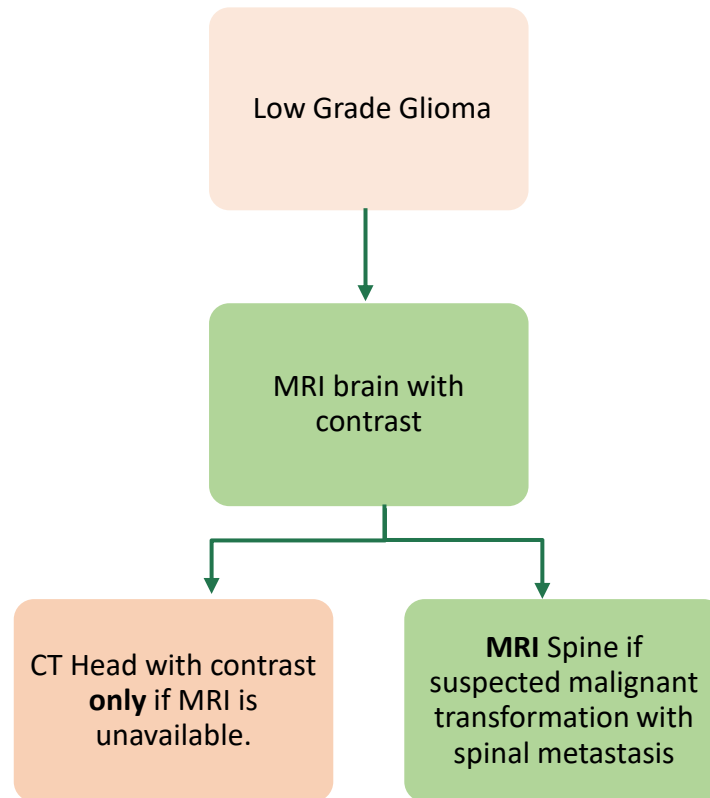 Low Grade Glioma
MRI brain with
contrast
CT Head with contrast
only if MRI is
unavailable.
MRI Spine if
suspected malignant
transformation with
spinal metastasis